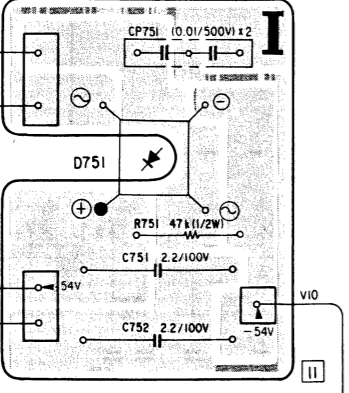 I
CP751 (0.01/500V) x 2
D751
R751 47k (1/2W)
C751 2.2/100V
54V
V10
C752 2.2/100V
-54V
11